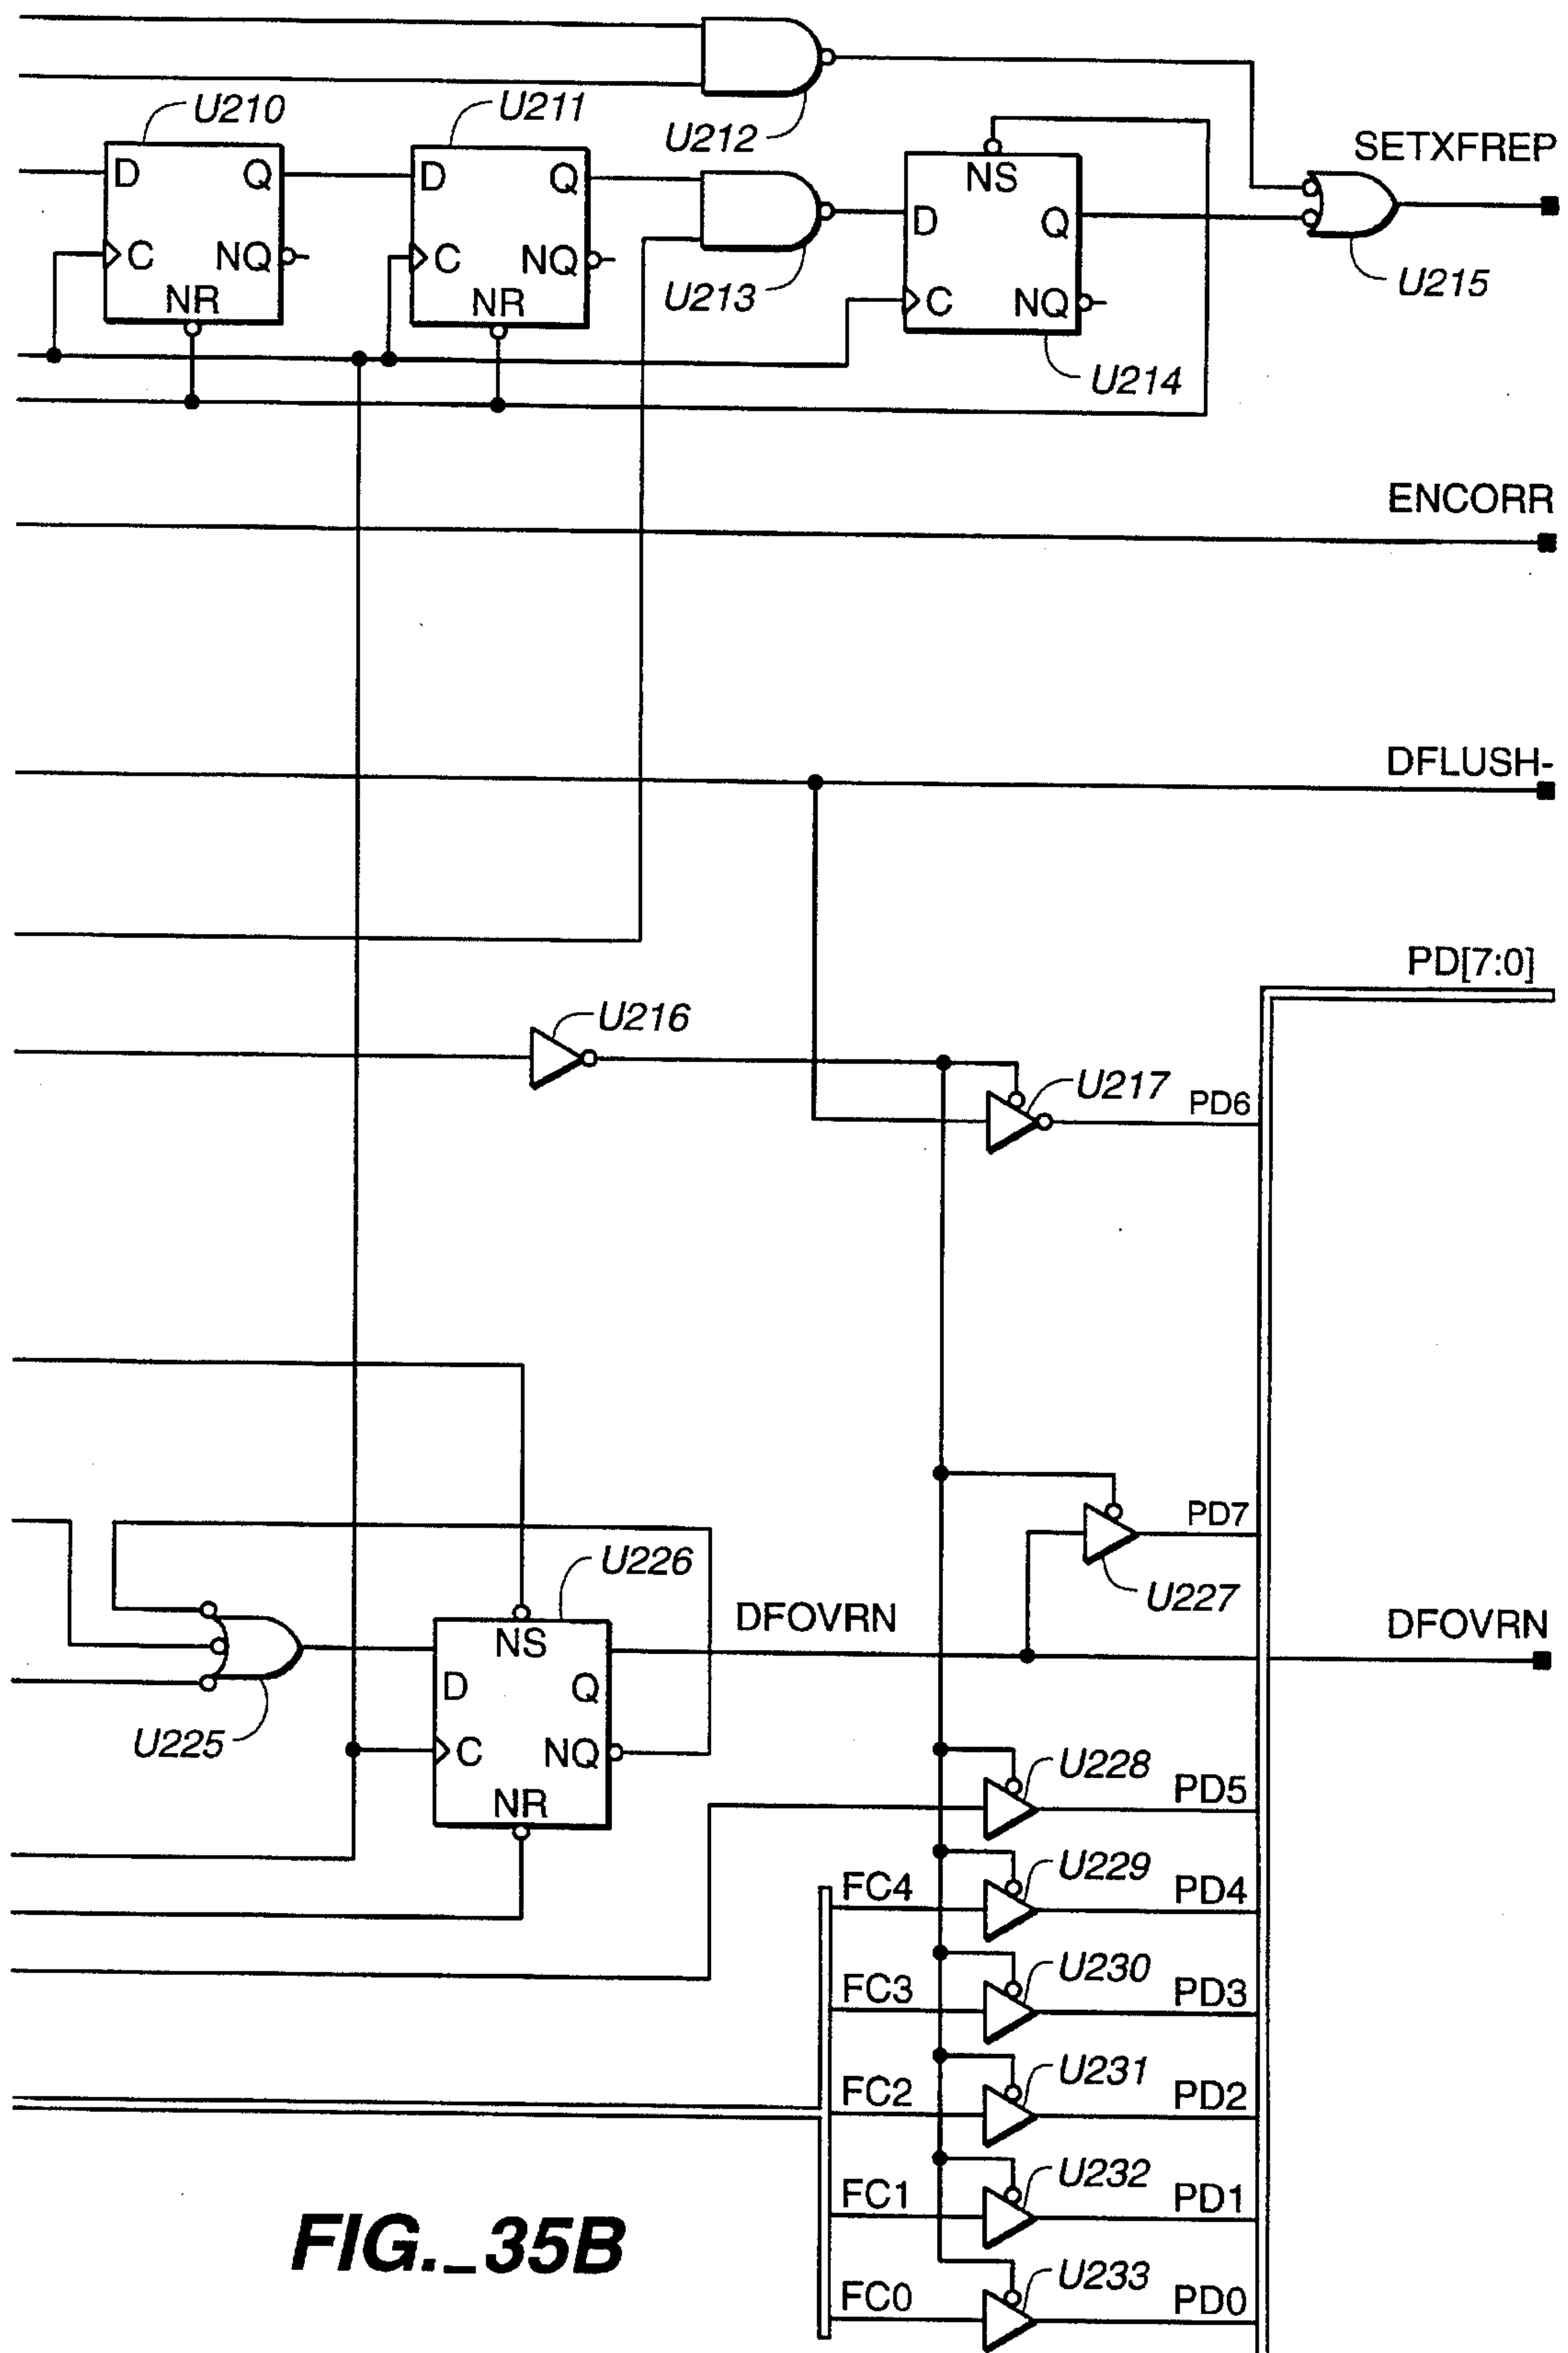 U210
U211
U212
SETXFREP
D Q
D Q
NS
D Q
C NQ
C NQ
U213
C NQ
U215
NR
NR
U214
ENCORR
DFLUSH-
PD[7:0]
U216
U217
PD6
PD7
U226
U227
DFOVRN
DFOVRN
NS
D Q
U225
C NQ
NR
U228
PD5
FC4
U229
PD4
FC3
U230
PD3
FC2
U231
PD2
FC1
U232
PD1
FC0
U233
PD0
FIG._35B